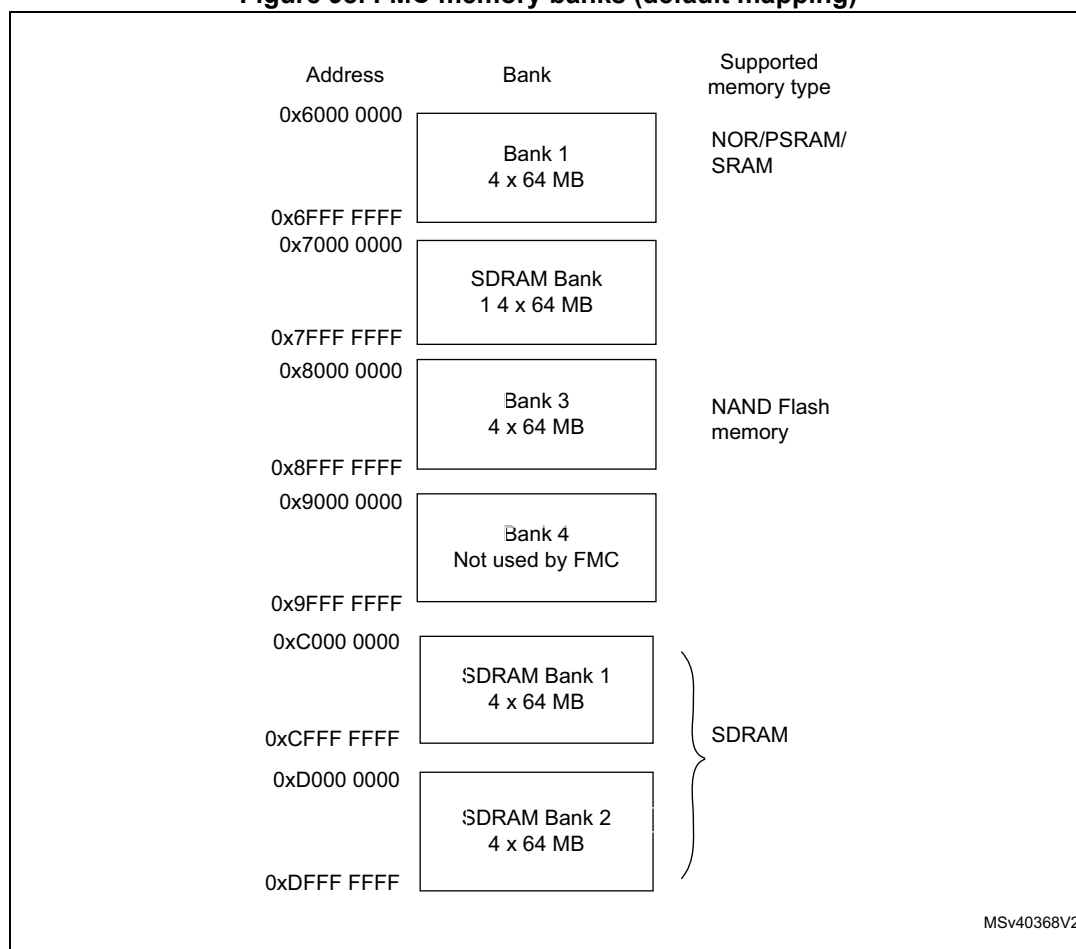 Figure FMC memory banks (default mapping)
Address Bank Supported
memory type
0x6000 0000
Bank 1
4 x 64 MB
NOR/PSRAM/
SRAM
0x6FFF FFFF
0x7000 0000
SDRAM Bank
1 4 x 64 MB
0x7FFF FFFF
0x8000 0000
Bank 3
4 x 64 MB
NAND Flash
memory
0x8FFF FFFF
0x9000 0000
Bank 4
Not used by FMC
0x9FFF FFFF
0xC000 0000
SDRAM Bank 1
4 x 64 MB
0xCFFF FFFF
SDRAM
0xD000 0000
SDRAM Bank 2
4 x 64 MB
0xDFFF FFFF
MSv40368V2